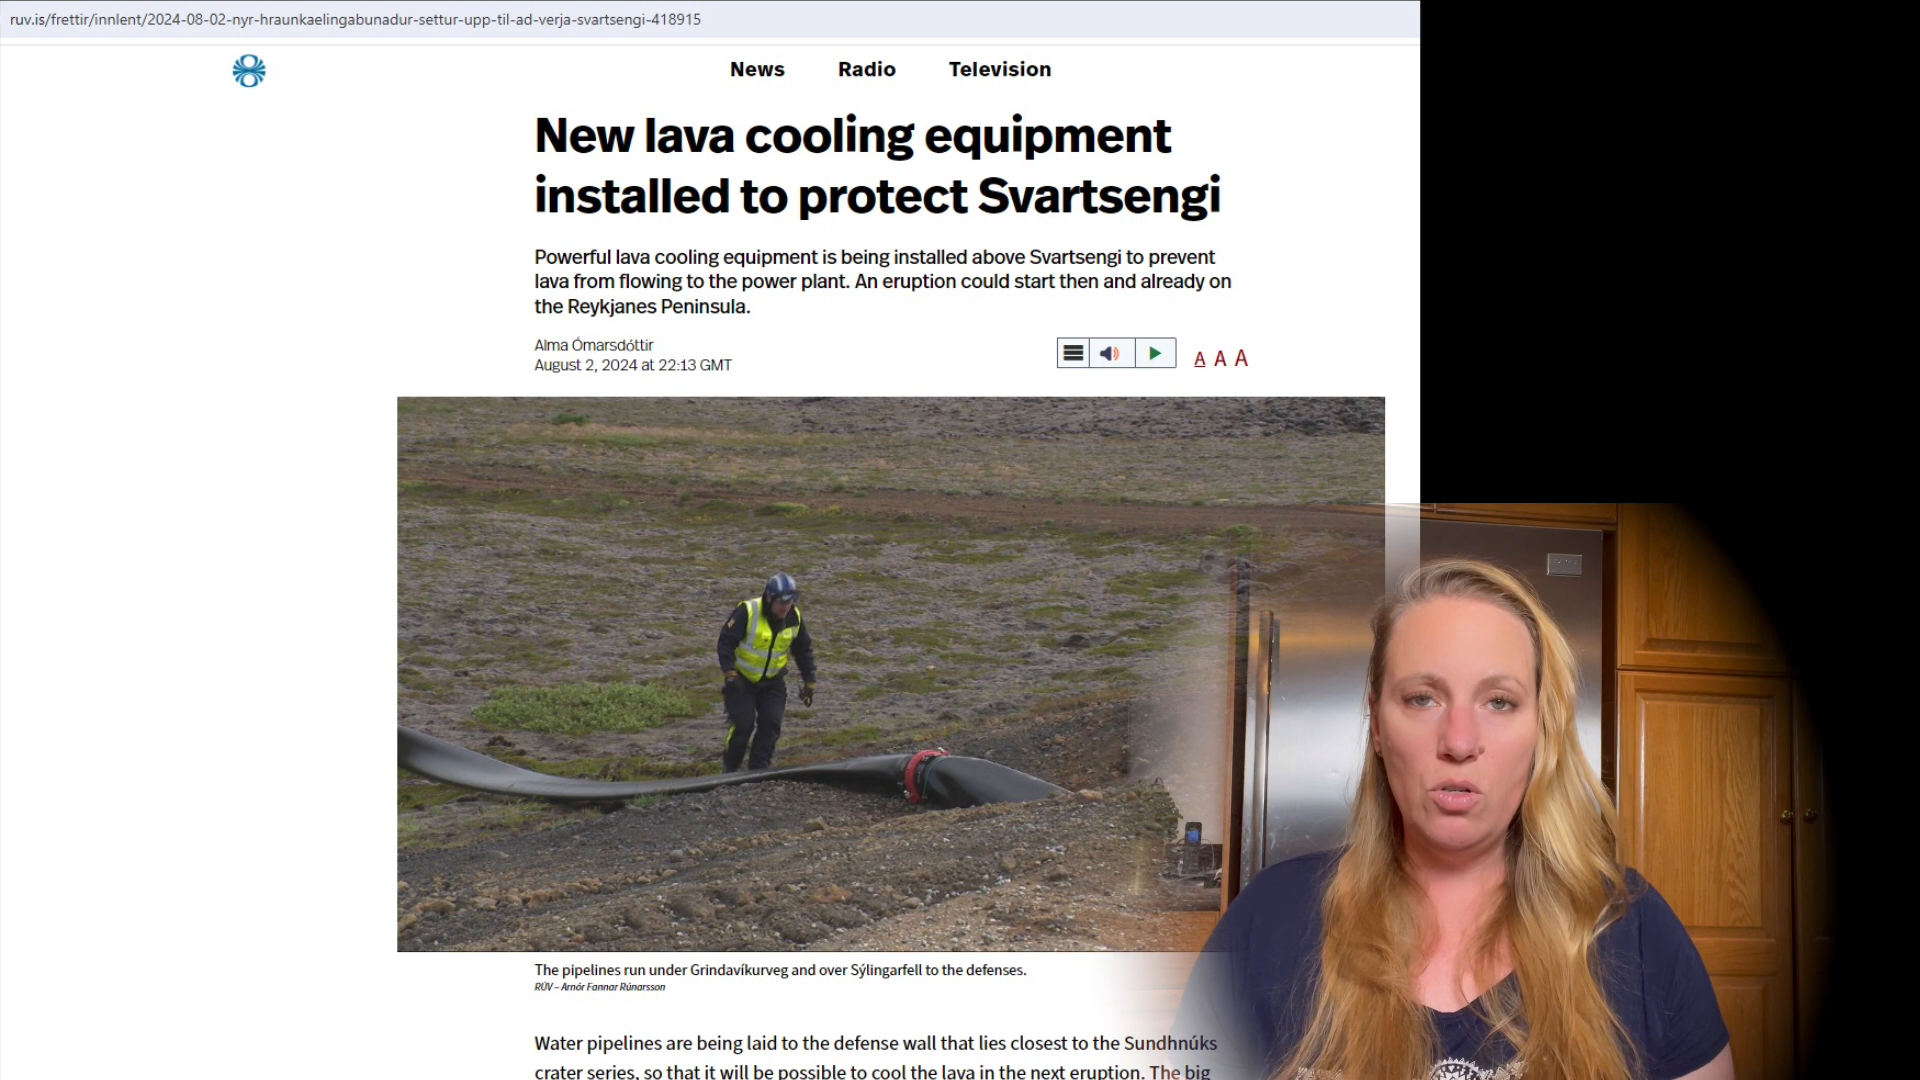 ruv.is/frettir/innlent/2024-08-02-nyr-hraunkaelingabunadur-settur-upp-til-ad-verja-svartsengi-418915
News Radio Television
New lava cooling equipment
installed to protect Svartsengi
Powerful lava cooling equipment is being installed above Svartsengi to prevent
lava from flowing to the power plant. An eruption could start then and already on
the Reykjanes Peninsula.
Alma Ómarsdóttir
August 2, 2024 at 22:13 GMT
A A A
The pipelines run under Grindavíkurveg and over Sýlingarfell to the defenses.
RÚV – Arnór Fannar Rúnarsson
Water pipelines are being laid to the defense wall that lies closest to the Sundhnúks
crater series, so that it will be possible to cool the lava in the next eruption. The big